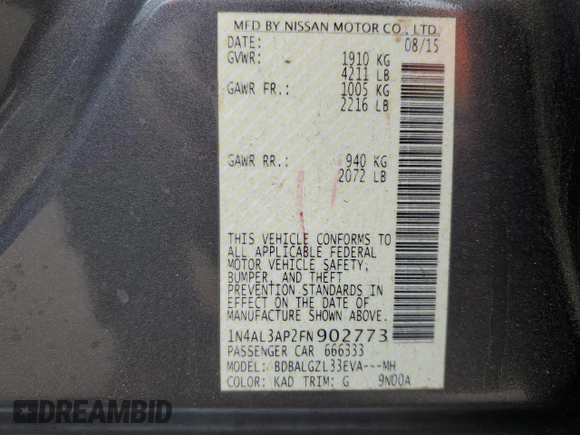 MFD BY NISSAN MOTOR CO., LTD.
DATE: 08/15
GVWR: 1910 KG
4211 LB
GAWR FR.: 1005 KG
2216 LB
GAWR RR.: 940 KG
2072 LB
THIS VEHICLE CONFORMS TO
ALL APPLICABLE FEDERAL
MOTOR VEHICLE SAFETY,
BUMPER, AND THEFT
PREVENTION STANDARDS IN
EFFECT ON THE DATE OF
MANUFACTURE SHOWN ABOVE.
1N4AL3AP2FN902773
PASSENGER CAR 666333
MODEL: BDBALGZL33EVA---MH
COLOR: KAD TRIM: G 9N00A
DREAMBID